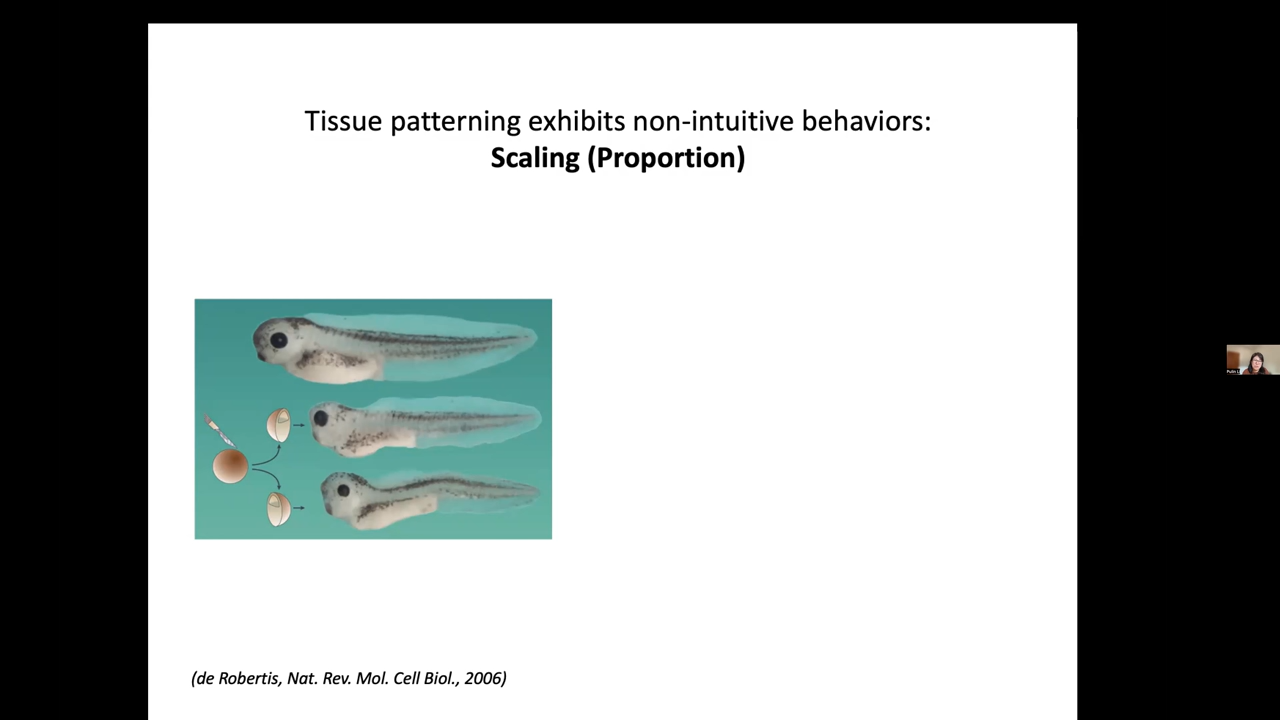 Tissue patterning exhibits non-intuitive behaviors:
Scaling (Proportion)
(de Robertis, Nat. Rev. Mol. Cell Biol., 2006)